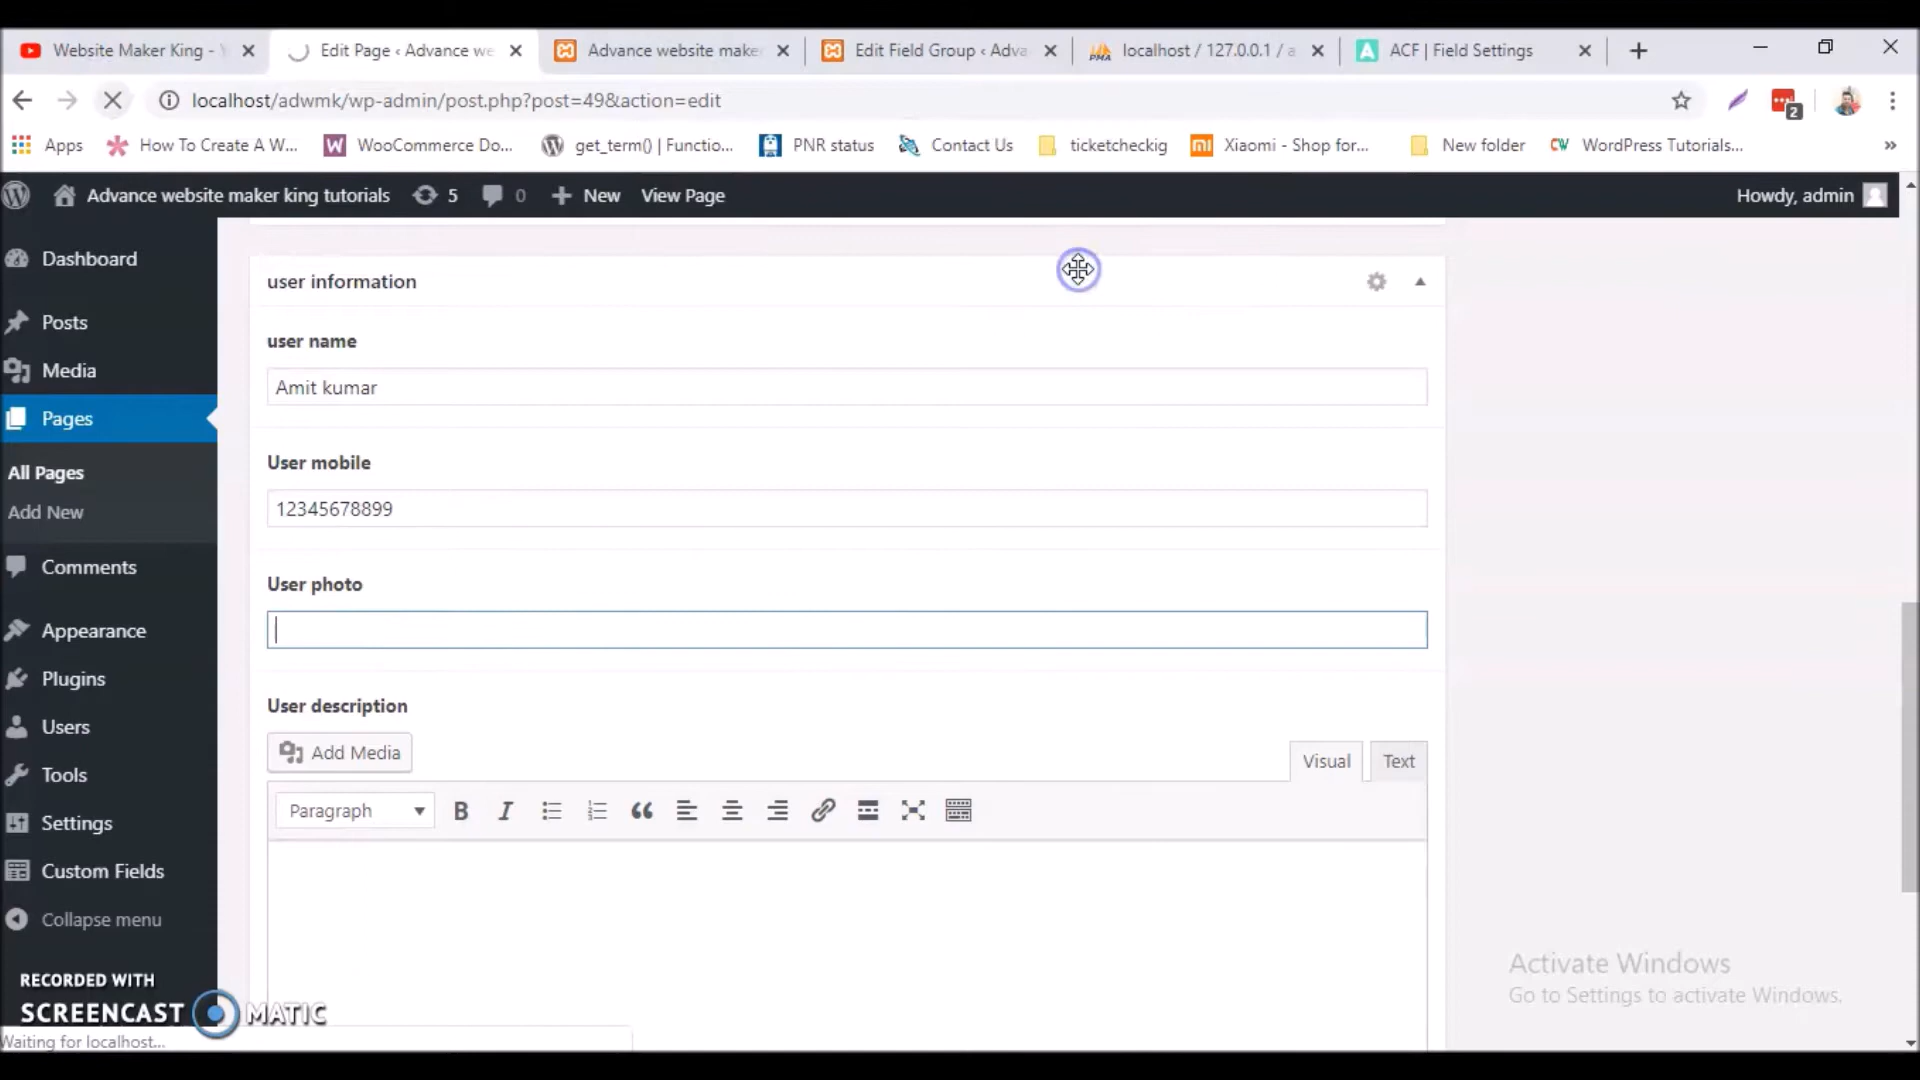 Website Maker King - Y
Edit Page ‹ Advance we
Advance website make
Edit Field Group ‹ Adva
PMA
localhost / 127.0.0.1 / a
ACF | Field Settings
localhost/adwmk/wp-admin/post.php?post=49&action=edit
2
Apps
How To Create A W...
WooCommerce Do...
get_term() | Functio...
PNR status
Contact Us
ticketcheckig
Xiaomi - Shop for...
New folder
WordPress Tutorials...
Advance website maker king tutorials
5
0
New
View Page
Howdy, admin
Dashboard
Posts
Media
Pages
All Pages
Add New
Comments
Appearance
Plugins
Users
Tools
Settings
Custom Fields
Collapse menu
user information
user name
Amit kumar
User mobile
12345678899
User photo
User description
Add Media
Visual
Text
Paragraph
B
I
Activate Windows
Go to Settings to activate Windows.
RECORDED WITH
SCREENCAST MATIC
Waiting for localhost...